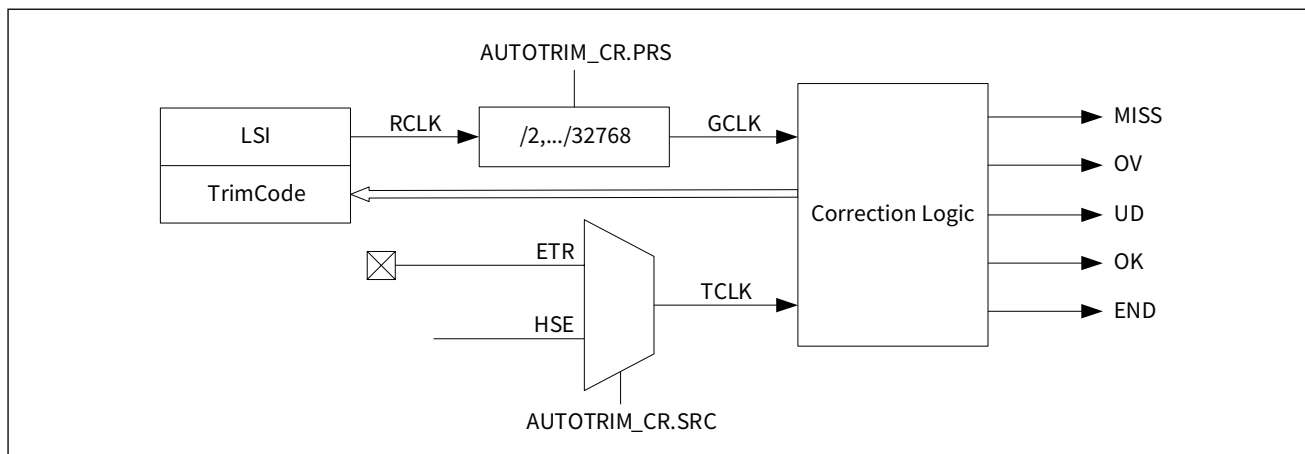 AUTOTRIM_CR.PRS
LSI
RCLK
/2,.../32768
GCLK
MISS
OV
TrimCode
Correction Logic
UD
ETR
OK
TCLK
HSE
END
AUTOTRIM_CR.SRC